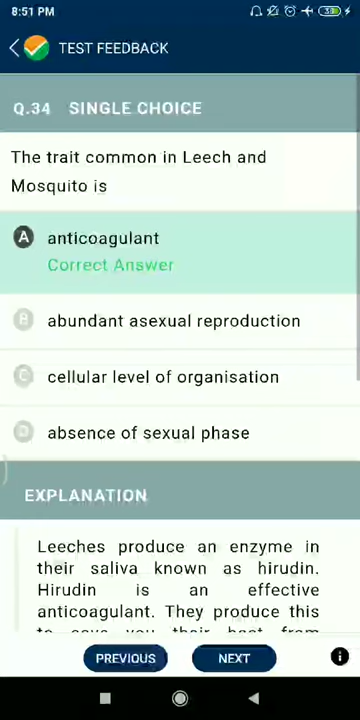 8:51 PM
TEST FEEDBACK
Q.34 SINGLE CHOICE
The trait common in Leech and
Mosquito is
A anticoagulant
Correct Answer
B abundant asexual reproduction
C cellular level of organisation
D absence of sexual phase
EXPLANATION
Leeches produce an enzyme in
their saliva known as hirudin.
Hirudin is an effective
anticoagulant. They produce this
PREVIOUS NEXT